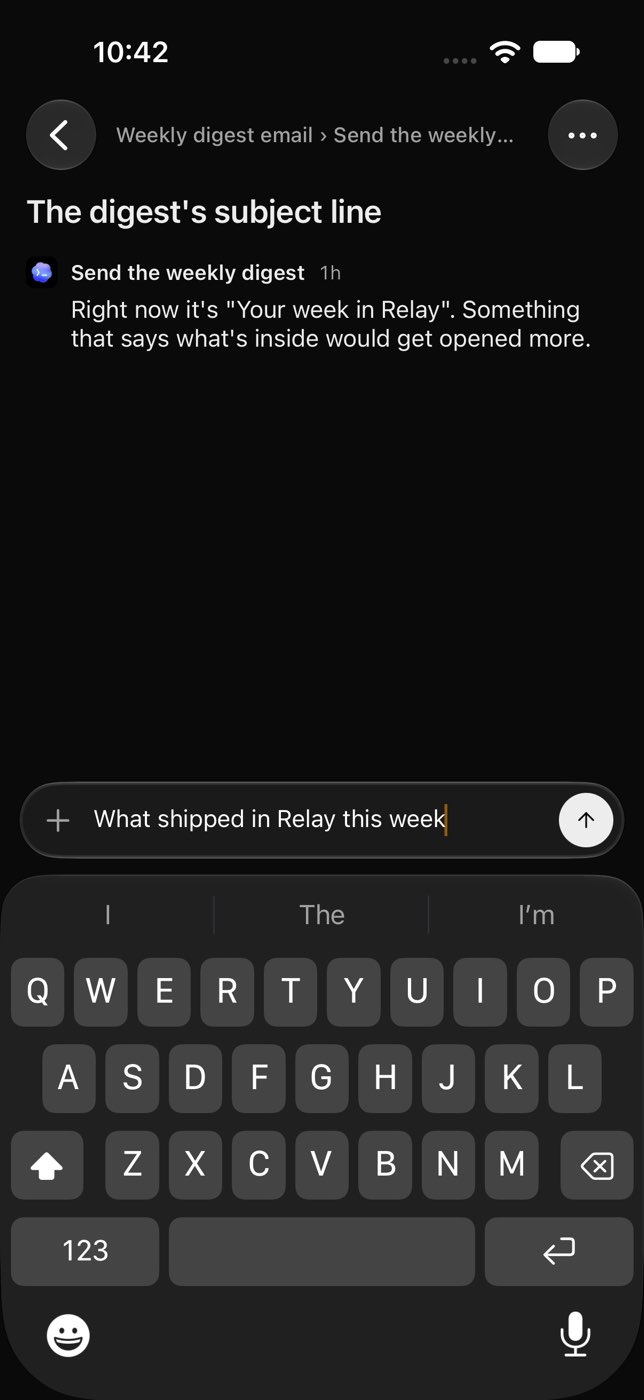 10:42
Weekly digest email › Send the weekly...
The digest's subject line
Send the weekly digest 1h
Right now it's "Your week in Relay". Something
that says what's inside would get opened more.
What shipped in Relay this week
I The I’m
Q W E R T Y U I O P
A S D F G H J K L
Z X C V B N M
123